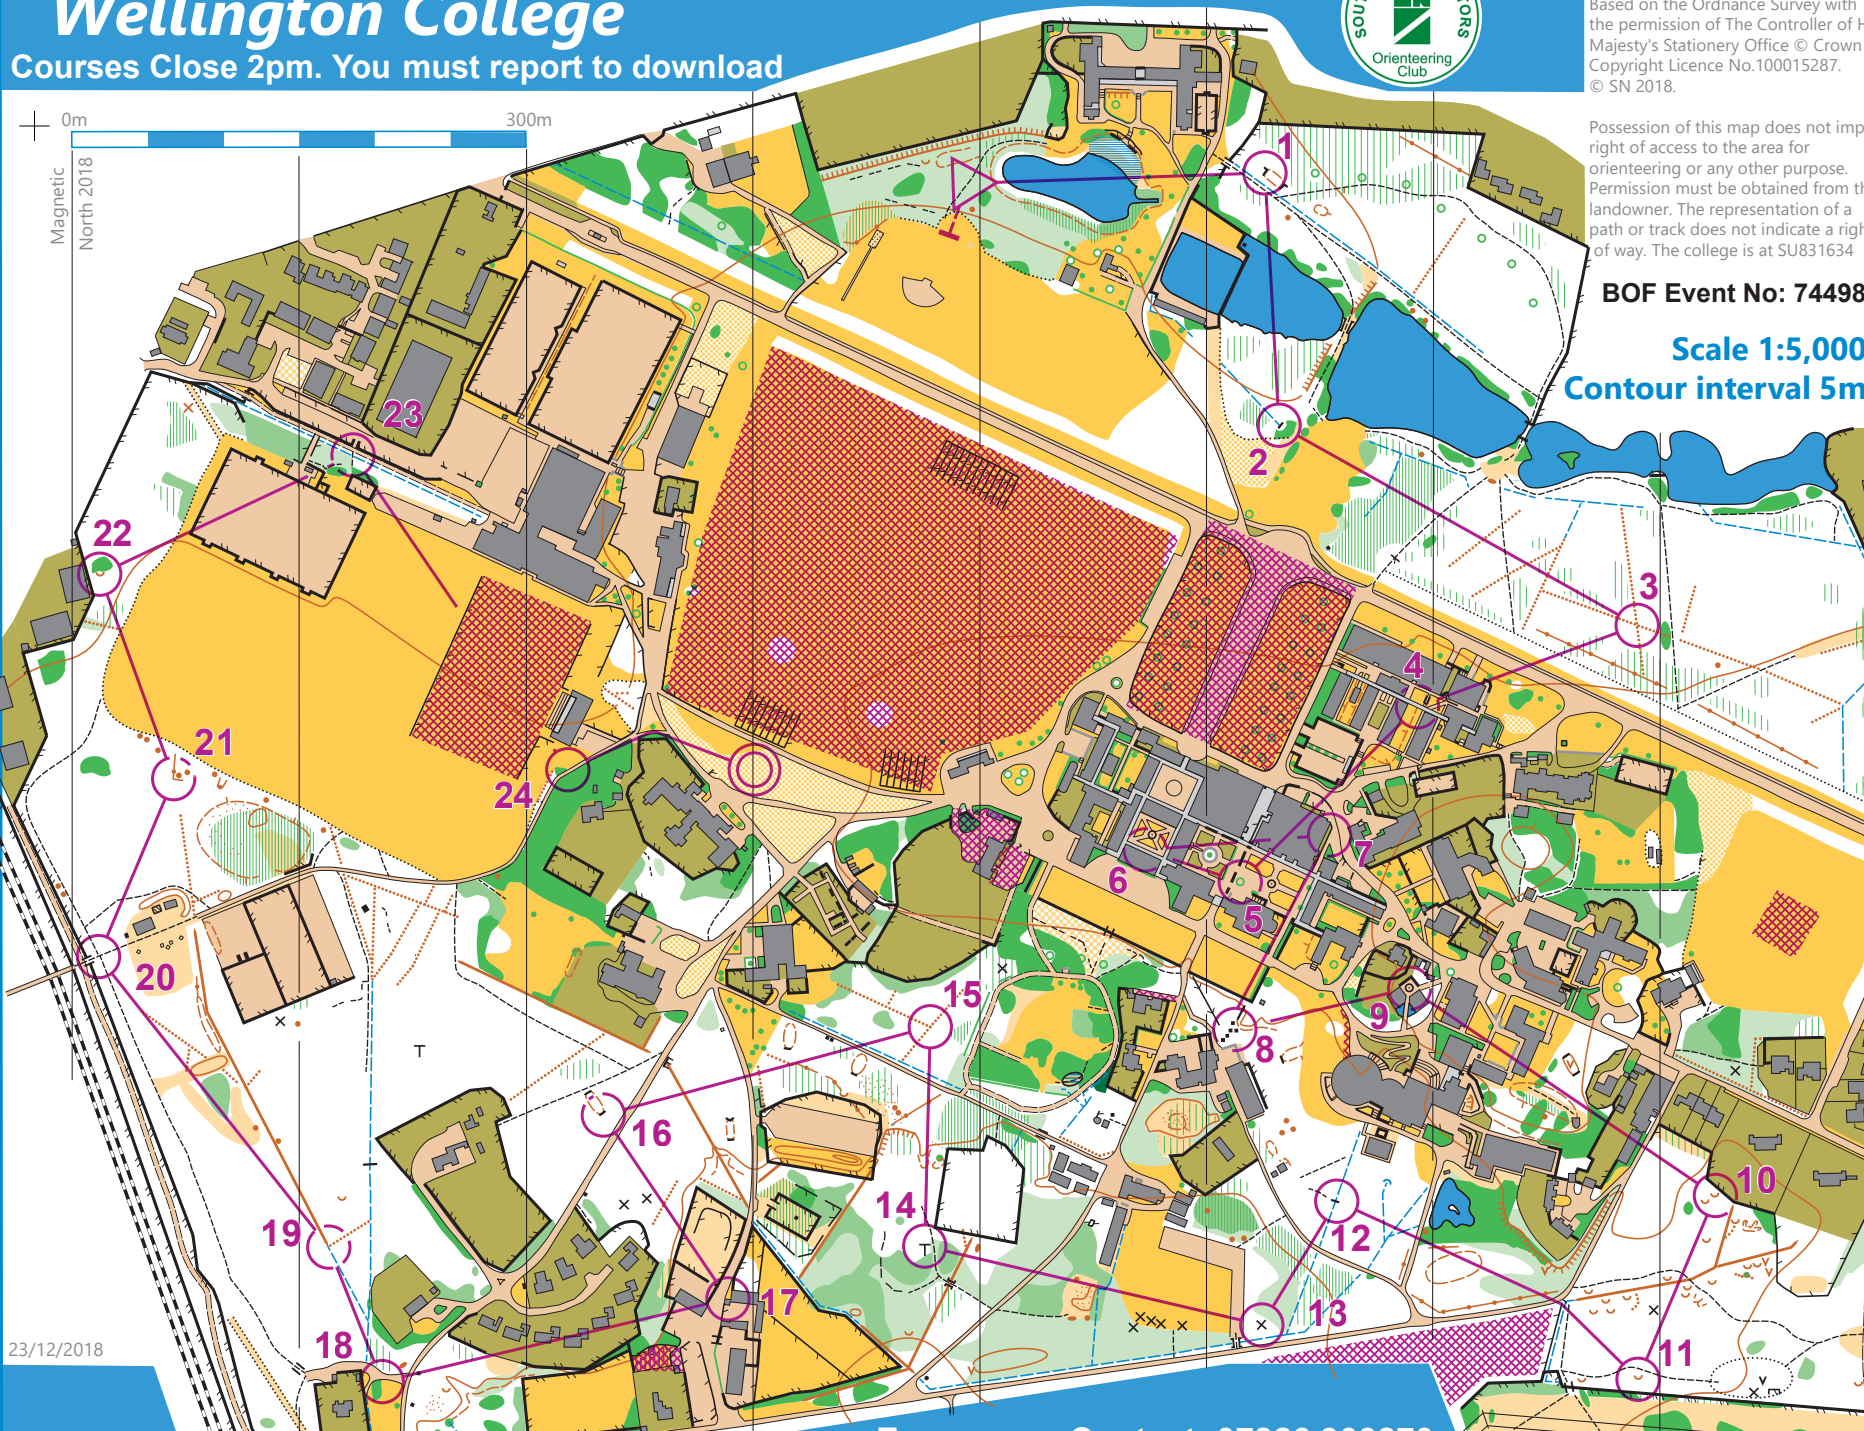 Wellington College
Courses Close 2pm. You must report to download
0m 300m
Magnetic
North 2018
Orienteering
Club
Based on the Ordnance Survey with
the permission of The Controller of
Majesty's Stationery Office © Crown
Copyright Licence No.100015287.
© SN 2018.
Possession of this map does not
right of access to the area for
orienteering or any other purpose.
Permission must be obtained from
landowner. The representation of a
path or track does not indicate a
of way. The college is at SU831634
BOF Event No: 74498
Scale 1:5,000
Contour interval 5m
1
2
3
4
5
6
7
8
9
10
11
12
13
14
15
16
17
18
19
20
21
22
23
24
23/12/2018